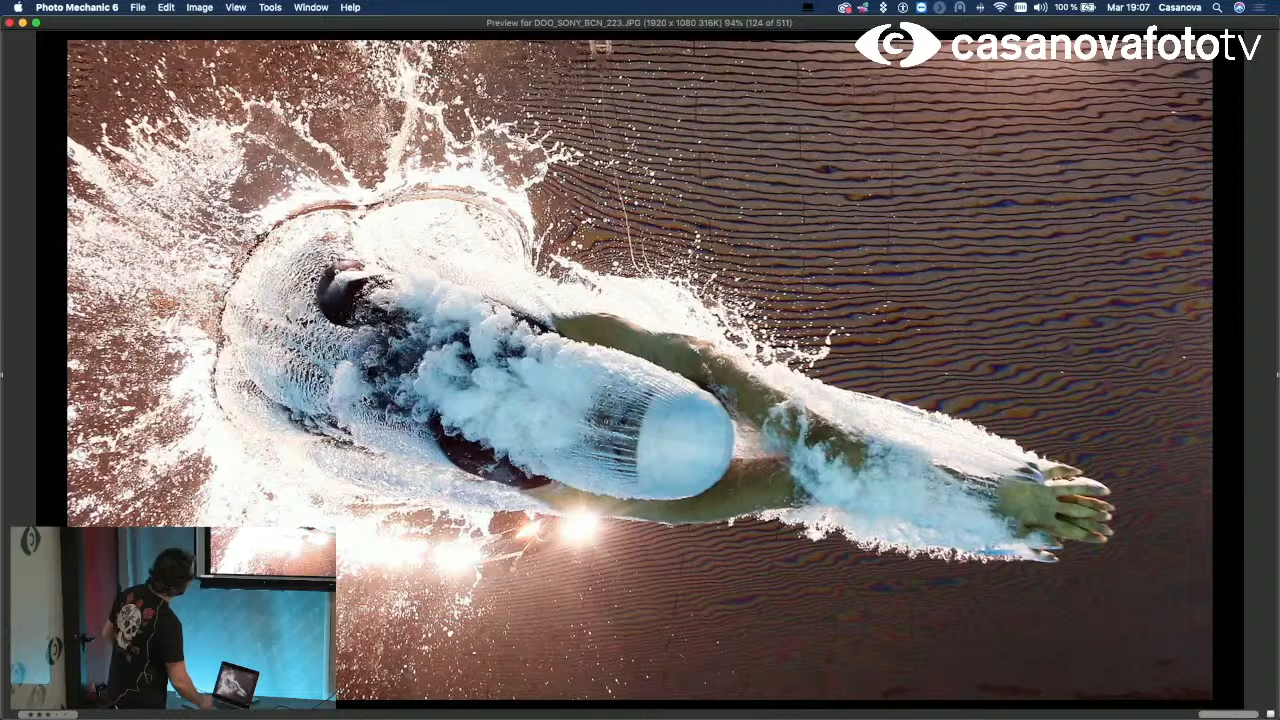 Photo Mechanic 6 File Edit Image View Tools Window Help 100 % Mar 19:07 Casanova
Preview for DOO_SONY_BCN_223.JPG (1920 x 1080 316K) 94% (124 of 511)
casanovafototv